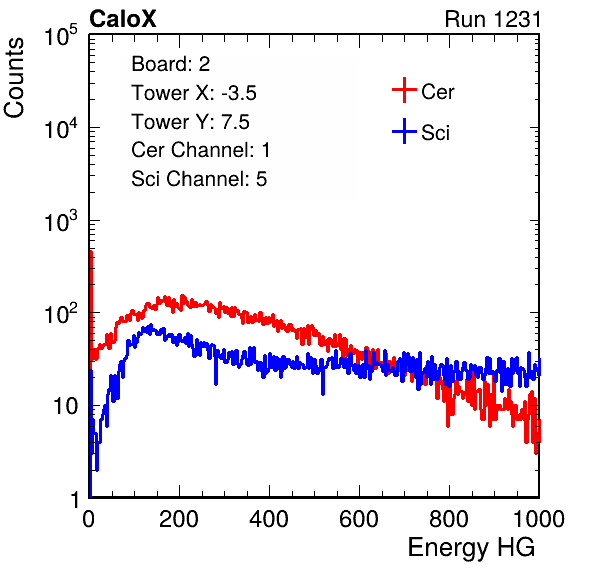 CaloX Run 1231
Counts
10^5
10^4
10^3
10^2
10
1
Board: 2
Tower X: -3.5
Tower Y: 7.5
Cer Channel: 1
Sci Channel: 5
Cer
Sci
0 200 400 600 800 1000
Energy HG